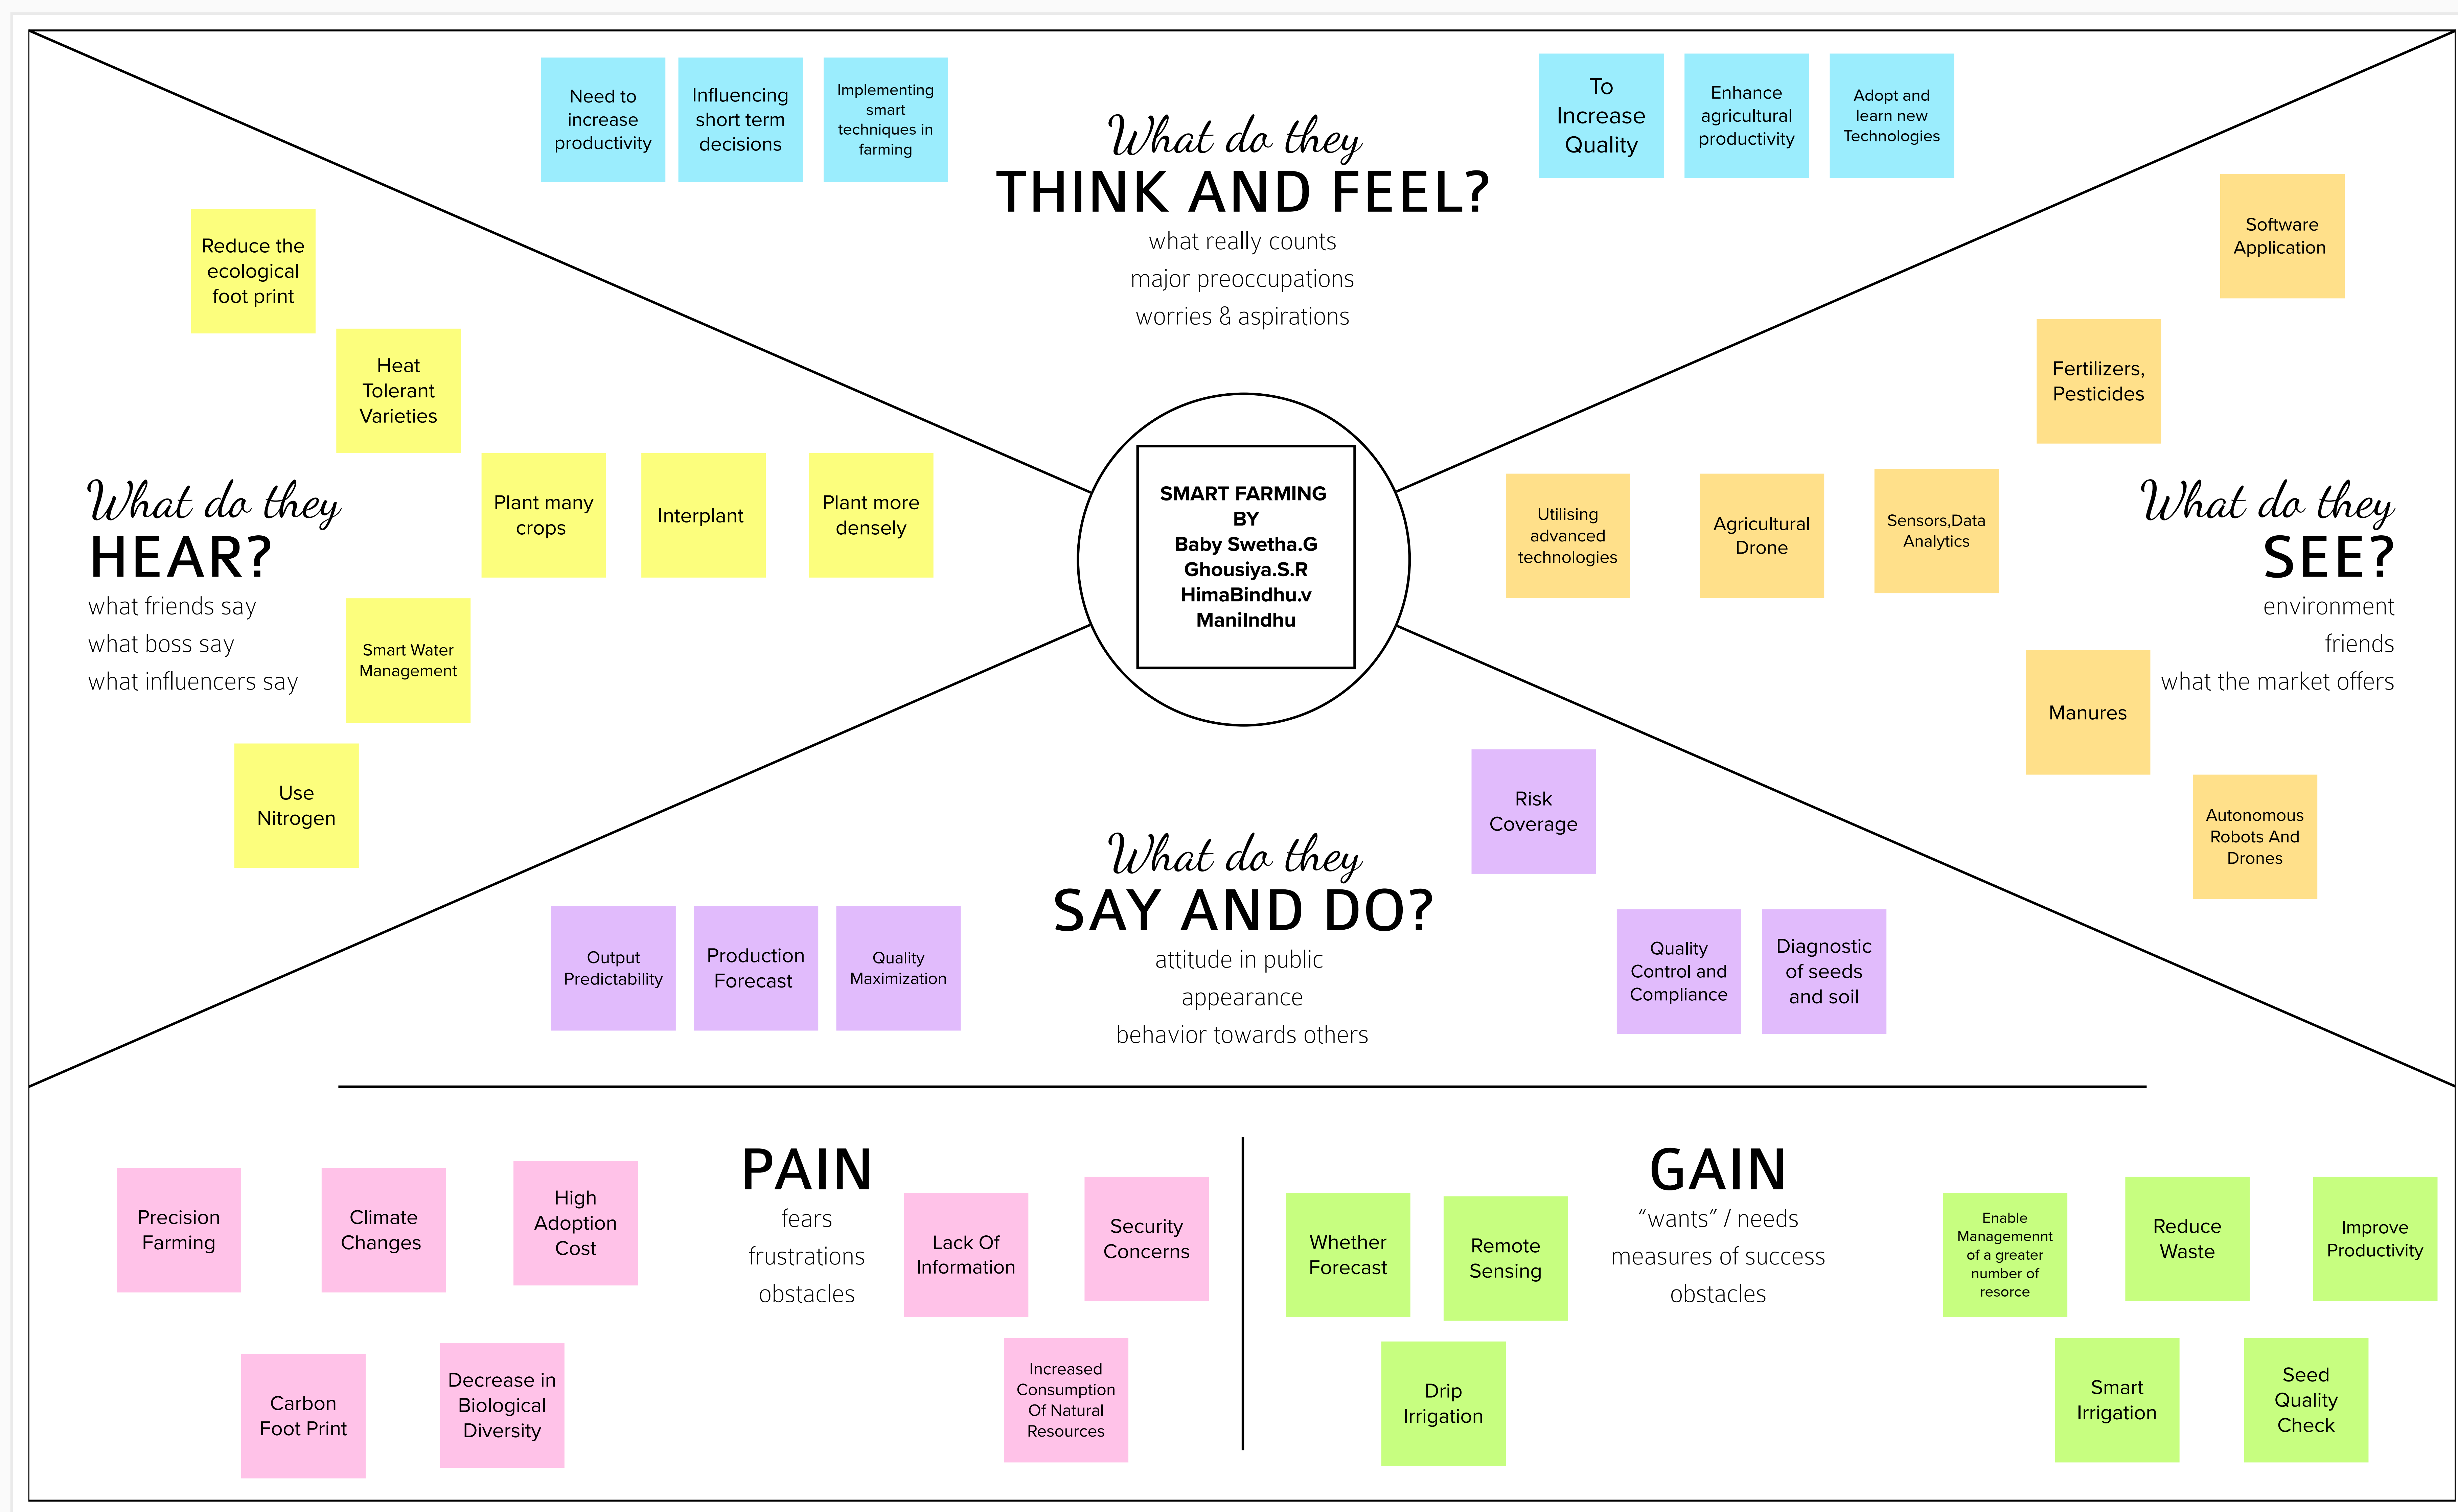 Need to
increase
productivity
Influencing
short term
decisions
Implementing
smart
techniques in
farming
What do they
THINK AND FEEL?
what really counts
major preoccupations
worries & aspirations
To
Increase
Quality
Enhance
agricultural
productivity
Adopt and
learn new
Technologies
Reduce the
ecological
foot print
Heat
Tolerant
Varieties
Plant many
crops
Interplant
Plant more
densely
What do they
HEAR?
what friends say
what boss say
what influencers say
Smart Water
Management
Use
Nitrogen
SMART FARMING
BY
Baby Swetha.G
Ghousiya.S.R
HimaBindhu.v
ManiIndhu
Software
Application
Fertilizers,
Pesticides
Utilising
advanced
technologies
Agricultural
Drone
Sensors,Data
Analytics
What do they
SEE?
environment
friends
what the market offers
Manures
Autonomous
Robots And
Drones
Risk
Coverage
What do they
SAY AND DO?
attitude in public
appearance
behavior towards others
Output
Predictability
Production
Forecast
Quality
Maximization
Quality
Control and
Compliance
Diagnostic
of seeds
and soil
PAIN
fears
frustrations
obstacles
Precision
Farming
Climate
Changes
High
Adoption
Cost
Lack Of
Information
Security
Concerns
Carbon
Foot Print
Decrease in
Biological
Diversity
Increased
Consumption
Of Natural
Resources
GAIN
“wants” / needs
measures of success
obstacles
Whether
Forecast
Remote
Sensing
Drip
Irrigation
Enable
Managemennt
of a greater
number of
resorce
Reduce
Waste
Improve
Productivity
Smart
Irrigation
Seed
Quality
Check